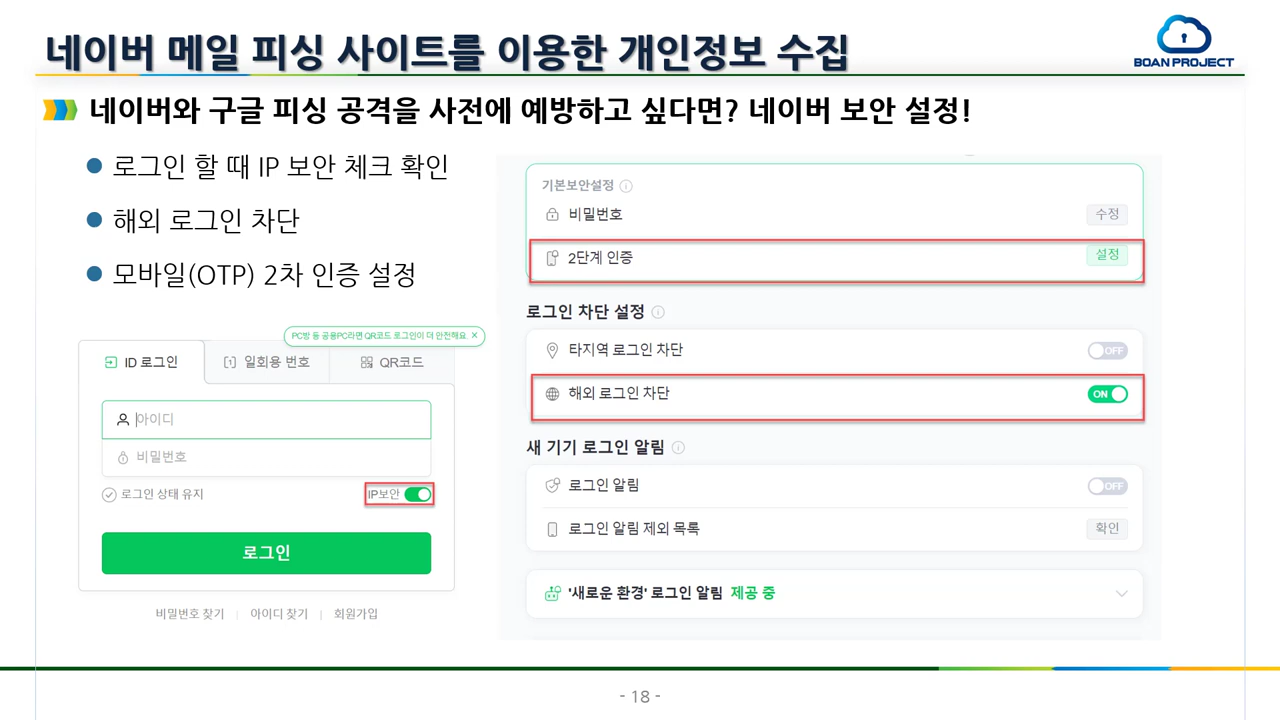 네이버 메일 피싱 사이트를 이용한 개인정보 수집
BOAN PROJECT
네이버와 구글 피싱 공격을 사전에 예방하고 싶다면? 네이버 보안 설정!
로그인 할 때 IP 보안 체크 확인
해외 로그인 차단
모바일(OTP) 2차 인증 설정
PC방 등 공용PC라면 QR코드 로그인이 더 안전해요 ×
ID 로그인
일회용 번호
QR코드
아이디
비밀번호
로그인 상태 유지
IP보안
로그인
비밀번호 찾기 | 아이디 찾기 | 회원가입
기본보안설정
비밀번호 수정
2단계 인증 설정
로그인 차단 설정
타지역 로그인 차단 OFF
해외 로그인 차단 ON
새 기기 로그인 알림
로그인 알림 OFF
로그인 알림 제외 목록 확인
'새로운 환경' 로그인 알림 제공 중
- 18 -